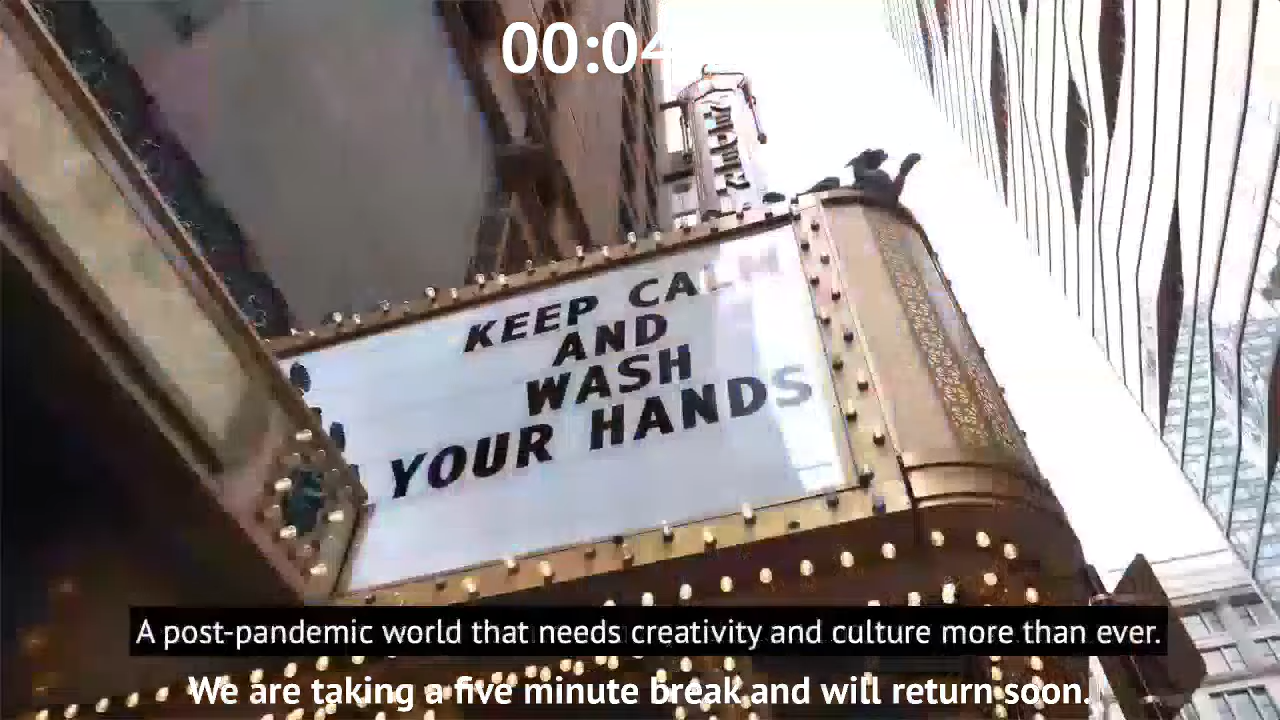 00:04
KEEP CALM
AND
WASH
YOUR HANDS
A post-pandemic world that needs creativity and culture more than ever.
We are taking a five minute break and will return soon.